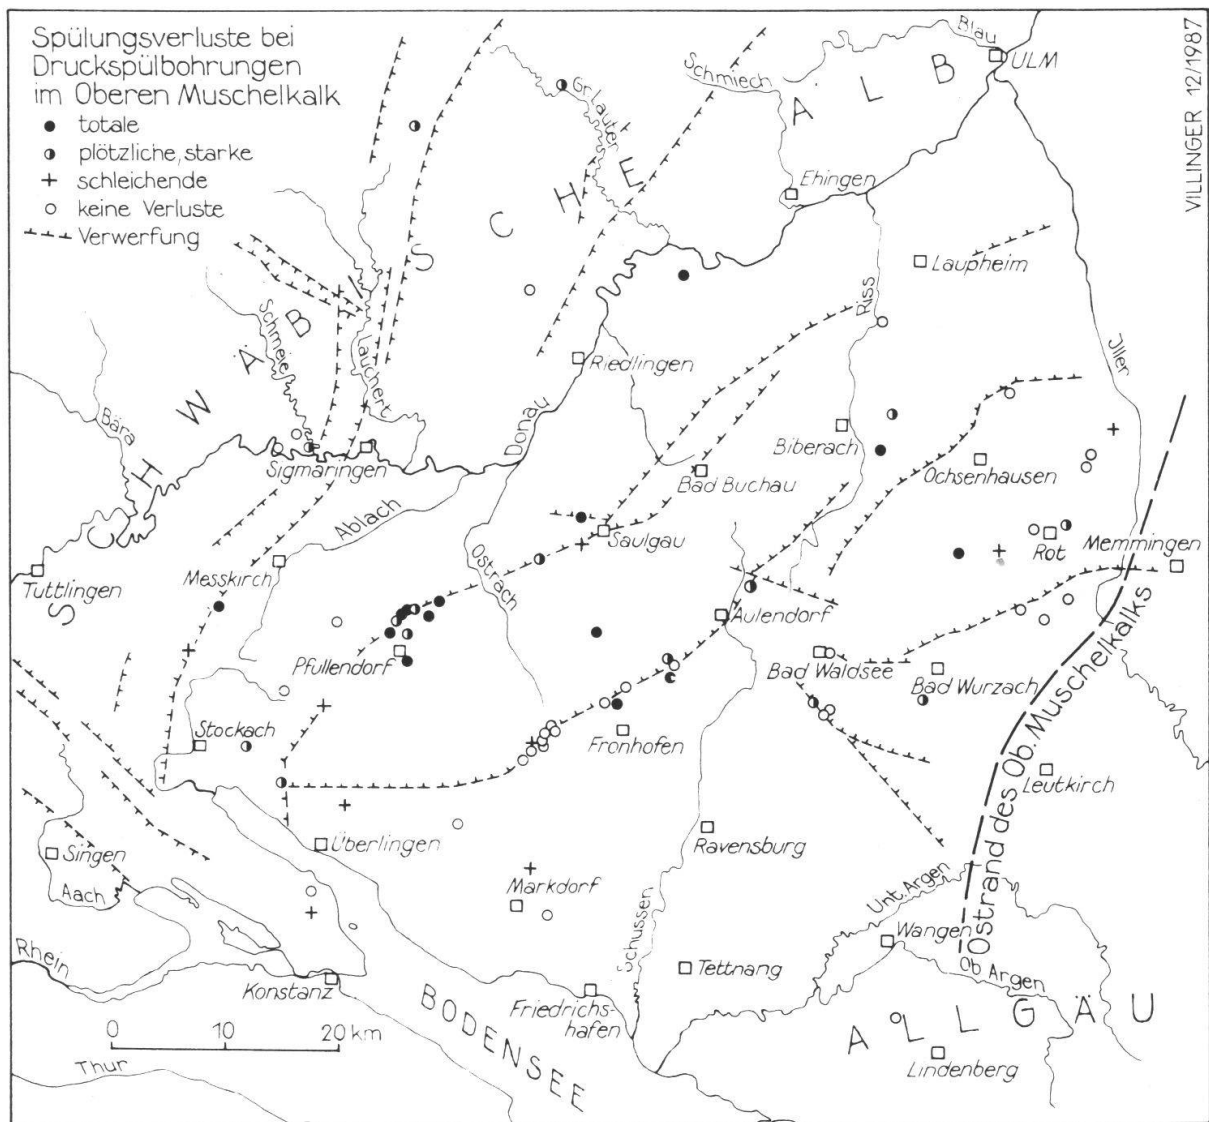 Spülungsverluste bei
Druckspülbohrungen
im Oberen Muschelkalk
totale
plötzliche, starke
schleichende
keine Verluste
Verwerfung
VILLINGER 12/1987
SCHWÄBISCHE ALB
Blau
ULM
Schmiech
Gr. Lauter
Ehingen
Laupheim
Riss
Iller
Schmeie
Lauchert
Riedlingen
Bära
Donau
Biberach
Sigmaringen
Bad Buchau
Ochsenhausen
Ablach
Saulgau
Rot
Memmingen
Tuttlingen
Messkirch
Ostrach
Aulendorf
Pfullendorf
Bad Waldsee
Bad Wurzach
Stockach
Fronhofen
Ostrand des Ob. Muschelkalks
Leutkirch
Überlingen
Ravensburg
Singen
Aach
Markdorf
Unt. Argen
Wangen
Schussen
Rhein
Tettnang
Ob. Argen
Konstanz
BODENSEE
Friedrichs-
hafen
ALLGÄU
0 10 20 km
Lindenberg
Thur